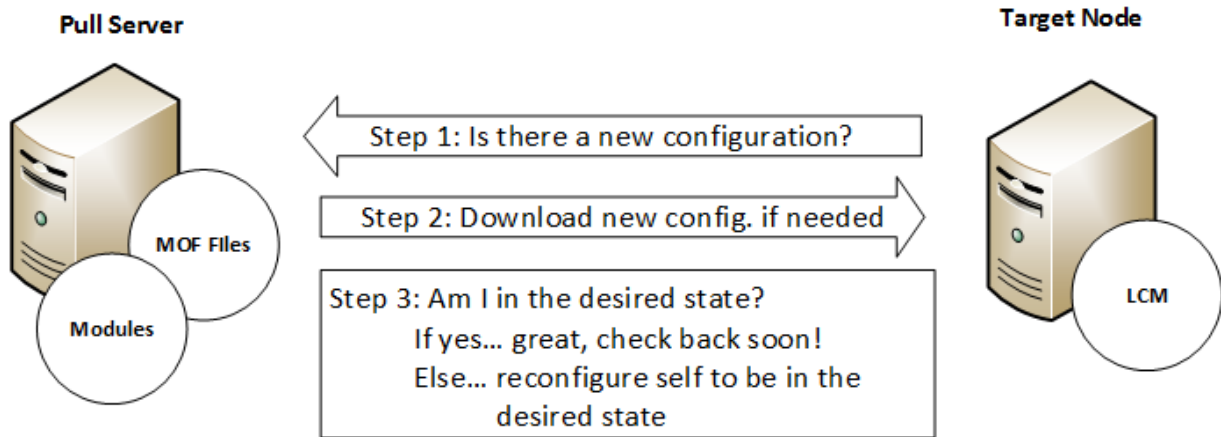 Pull Server
Target Node
Step 1: Is there a new configuration?
Step 2: Download new config. if needed
MOF FIles
Modules
Step 3: Am I in the desired state?
If yes... great, check back soon!
Else... reconfigure self to be in the
desired state
LCM